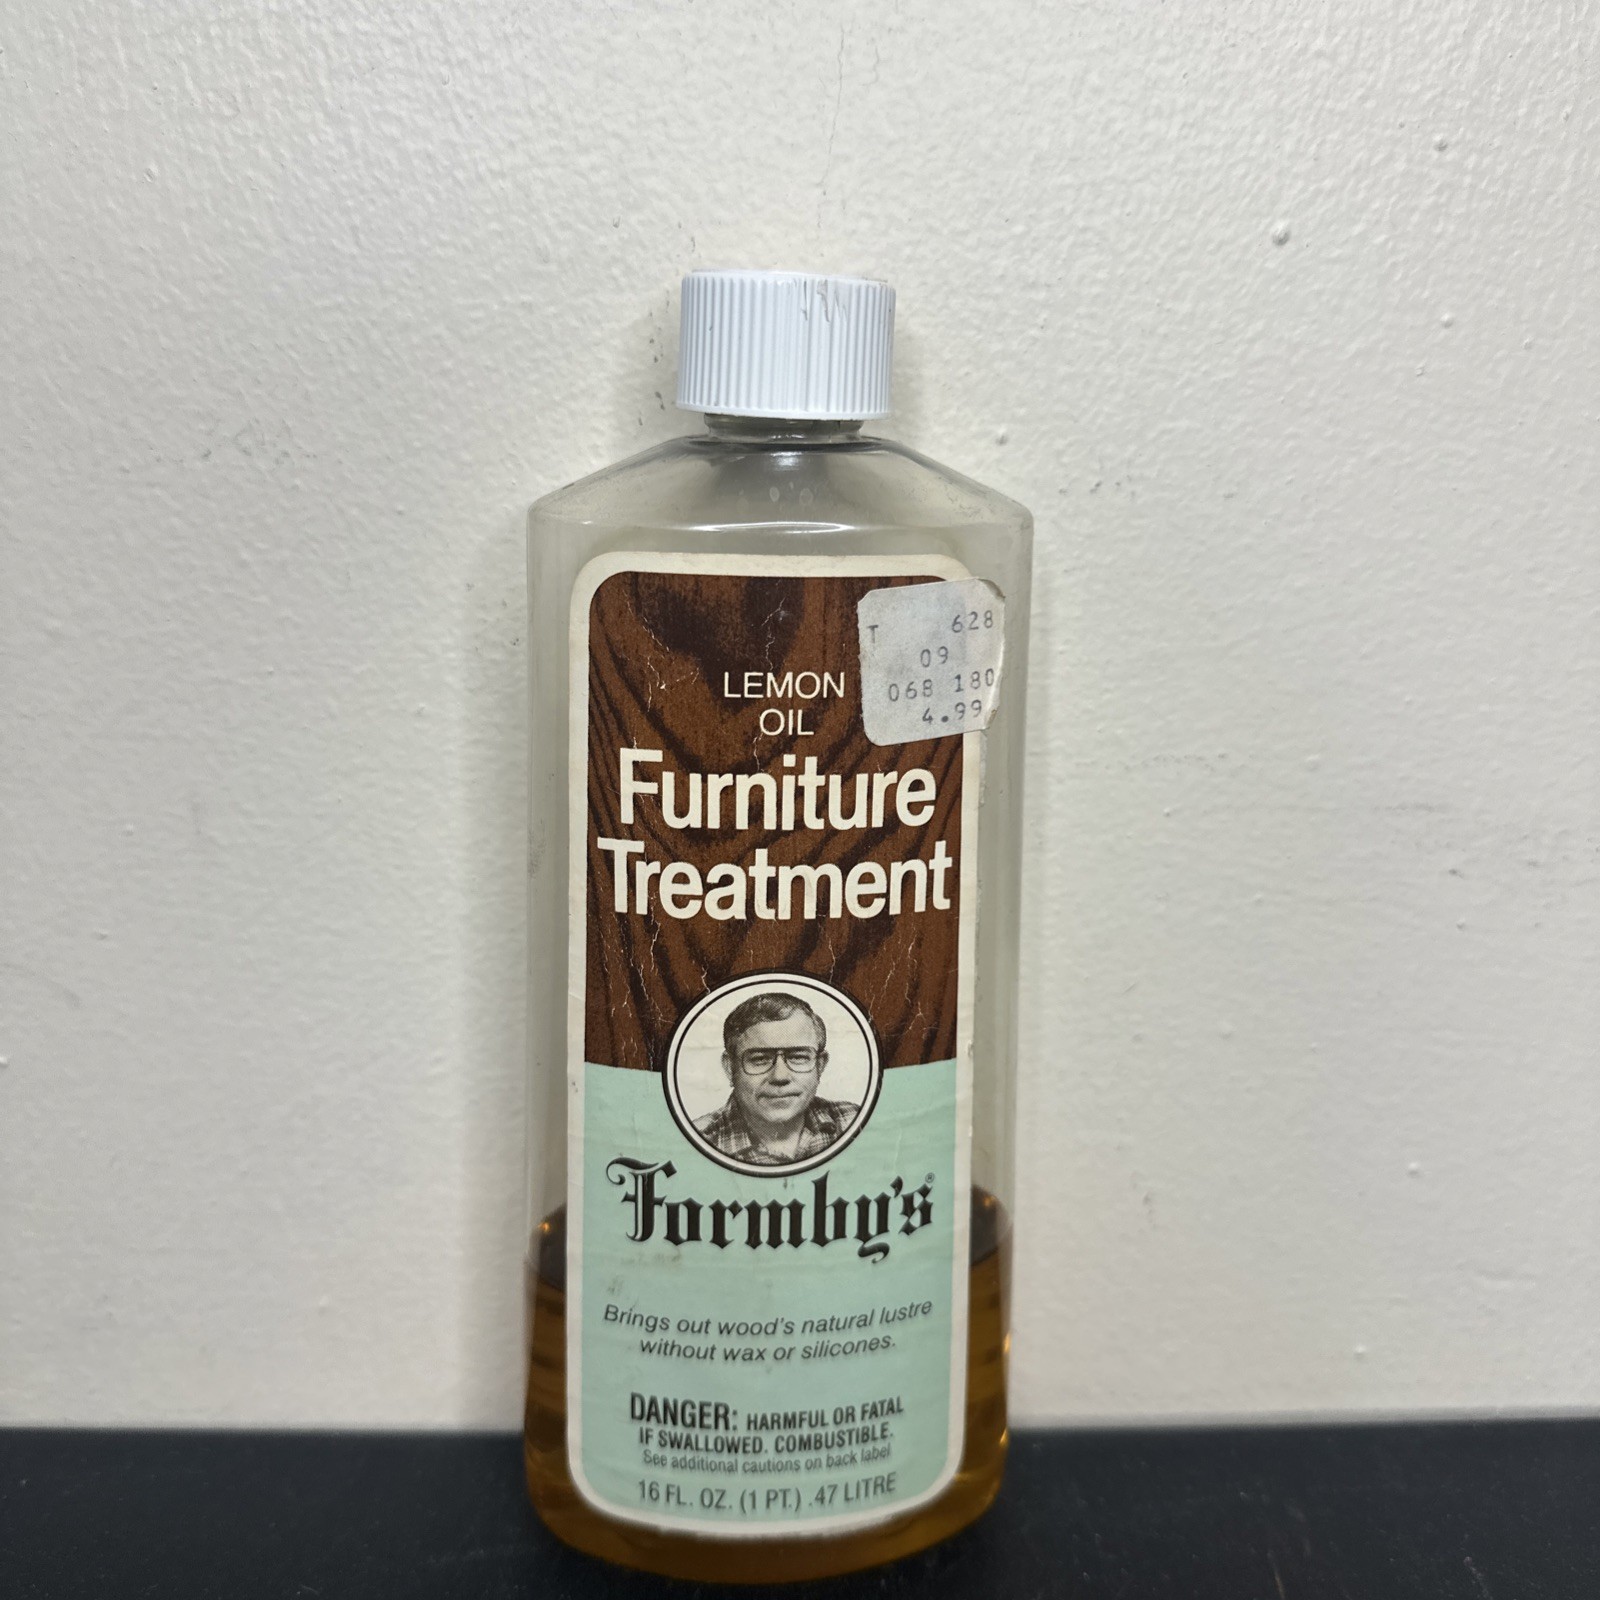 T 628
09
068 180
4.99
LEMON
OIL
Furniture
Treatment
Formby's®
Brings out wood's natural lustre
without wax or silicones.
DANGER: HARMFUL OR FATAL
IF SWALLOWED. COMBUSTIBLE.
See additional cautions on back label
16 FL. OZ. (1 PT.) .47 LITRE